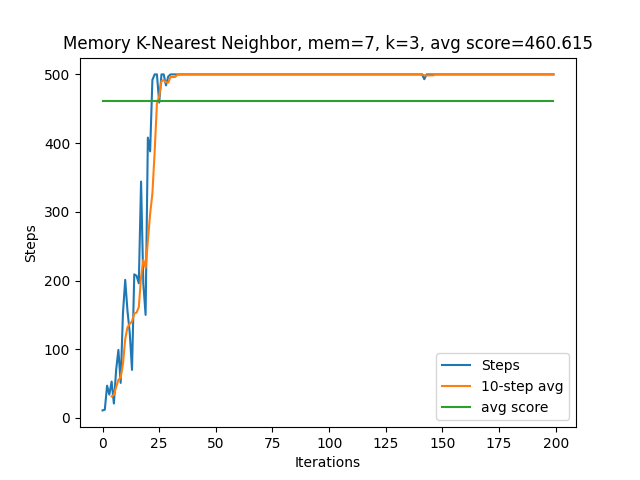 Memory K-Nearest Neighbor, mem=7, k=3, avg score=460.615
500
400
300
200
100
0
Steps
0 25 50 75 100 125 150 175 200
Iterations
Steps
10-step avg
avg score